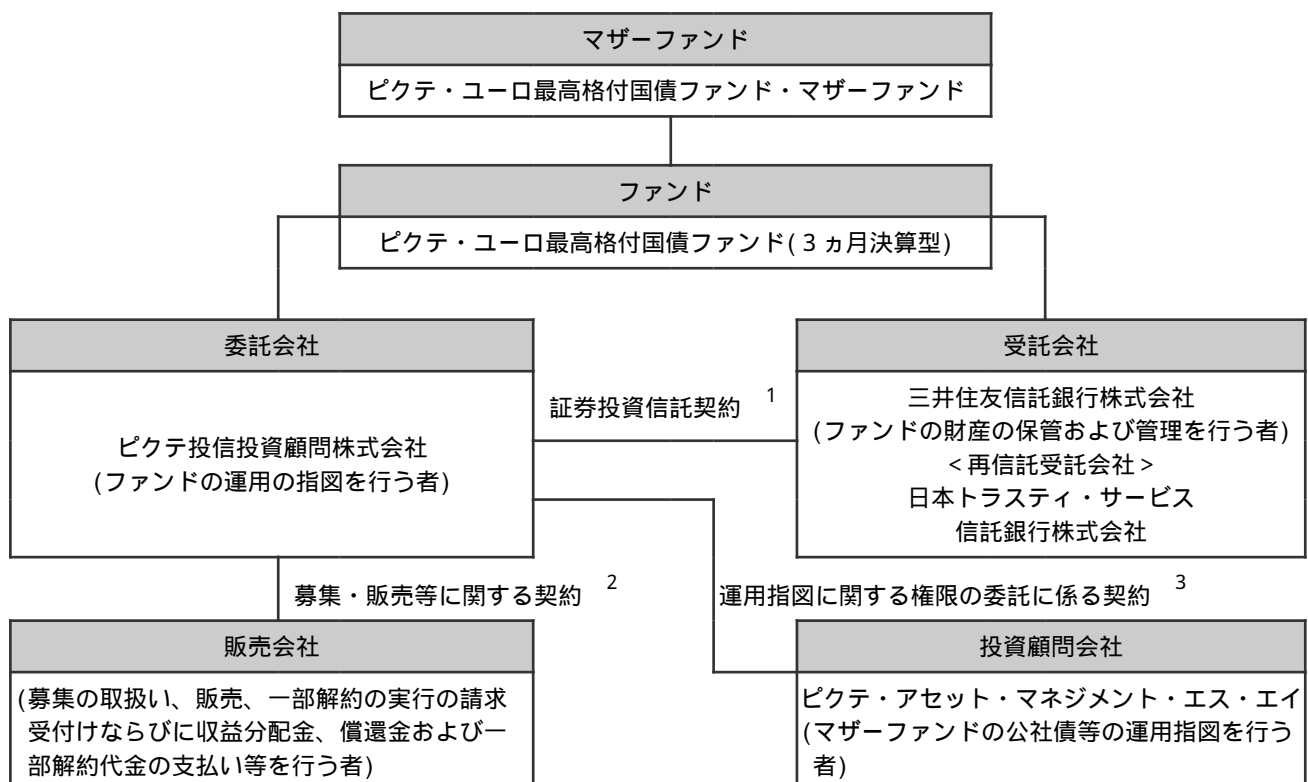 マザーファンド
ピクテ・ユーロ最高格付国債ファンド・マザーファンド
ファンド
ピクテ・ユーロ最高格付国債ファンド(3ヵ月決算型)
委託会社
ピクテ投信投資顧問株式会社
(ファンドの運用の指図を行う者)
証券投資信託契約 1
受託会社
三井住友信託銀行株式会社
(ファンドの財産の保管および管理を行う者)
<再信託受託会社>
日本トラスティ・サービス
信託銀行株式会社
募集・販売等に関する契約 2
運用指図に関する権限の委託に係る契約 3
販売会社
(募集の取扱い、販売、一部解約の実行の請求
受付けならびに収益分配金、償還金および一
部解約代金の支払い等を行う者)
投資顧問会社
ピクテ・アセット・マネジメント・エス・エイ
(マザーファンドの公社債等の運用指図を行う
者)